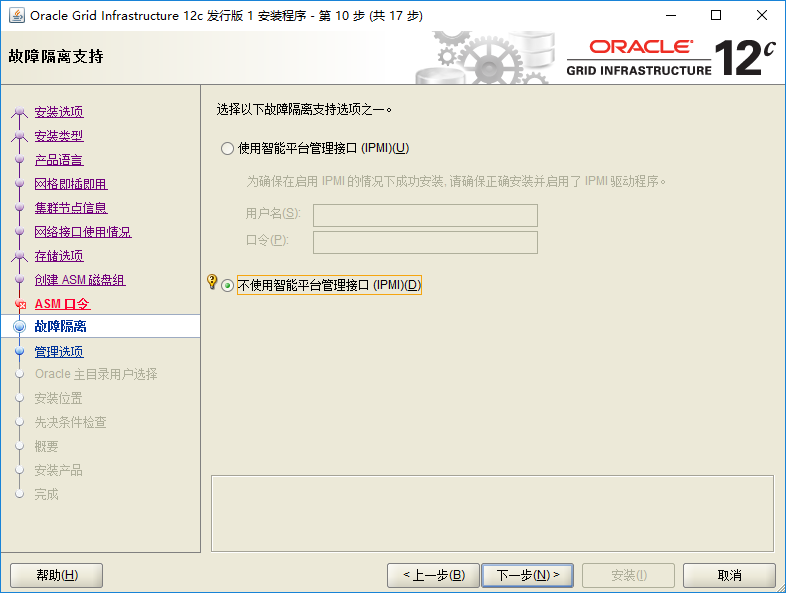 Oracle Grid Infrastructure 12c 发行版 1 安装程序 - 第 10 步 (共 17 步)
故障隔离支持
ORACLE®
GRID INFRASTRUCTURE 12c
安装选项
安装类型
产品语言
网格即插即用
集群节点信息
网络接口使用情况
存储选项
创建 ASM 磁盘组
ASM 口令
故障隔离
管理选项
Oracle 主目录用户选择
安装位置
先决条件检查
概要
安装产品
完成
选择以下故障隔离支持选项之一。
使用智能平台管理接口 (IPMI)(U)
为确保在启用 IPMI 的情况下成功安装, 请确保正确安装并启用了 IPMI 驱动程序。
用户名(S):
口令(P):
不使用智能平台管理接口 (IPMI)(D)
帮助(H)
< 上一步(B)
下一步(N) >
安装(I)
取消